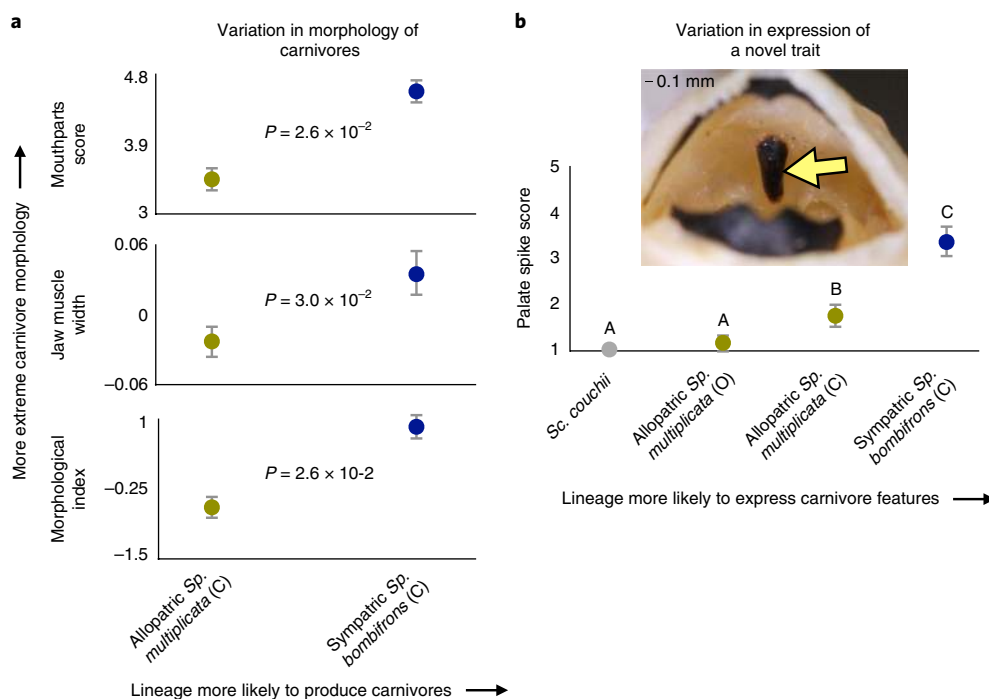 a
Variation in morphology of
carnivores
More extreme carnivore morphology
Mouthparts
score
4.8
3.9
3
P = 2.6 × 10⁻²
Jaw muscle
width
0.06
0
−0.06
P = 3.0 × 10⁻²
Morphological
index
1
−0.25
−1.5
P = 2.6 × 10-2
Allopatric Sp.
multiplicata (C)
Sympatric Sp.
bombifrons (C)
Lineage more likely to produce carnivores
b
Variation in expression of
a novel trait
0.1 mm
Palate spike score
5
4
3
2
1
A
A
B
C
Sc. couchii
Allopatric Sp.
multiplicata (O)
Allopatric Sp.
multiplicata (C)
Sympatric Sp.
bombifrons (C)
Lineage more likely to express carnivore features